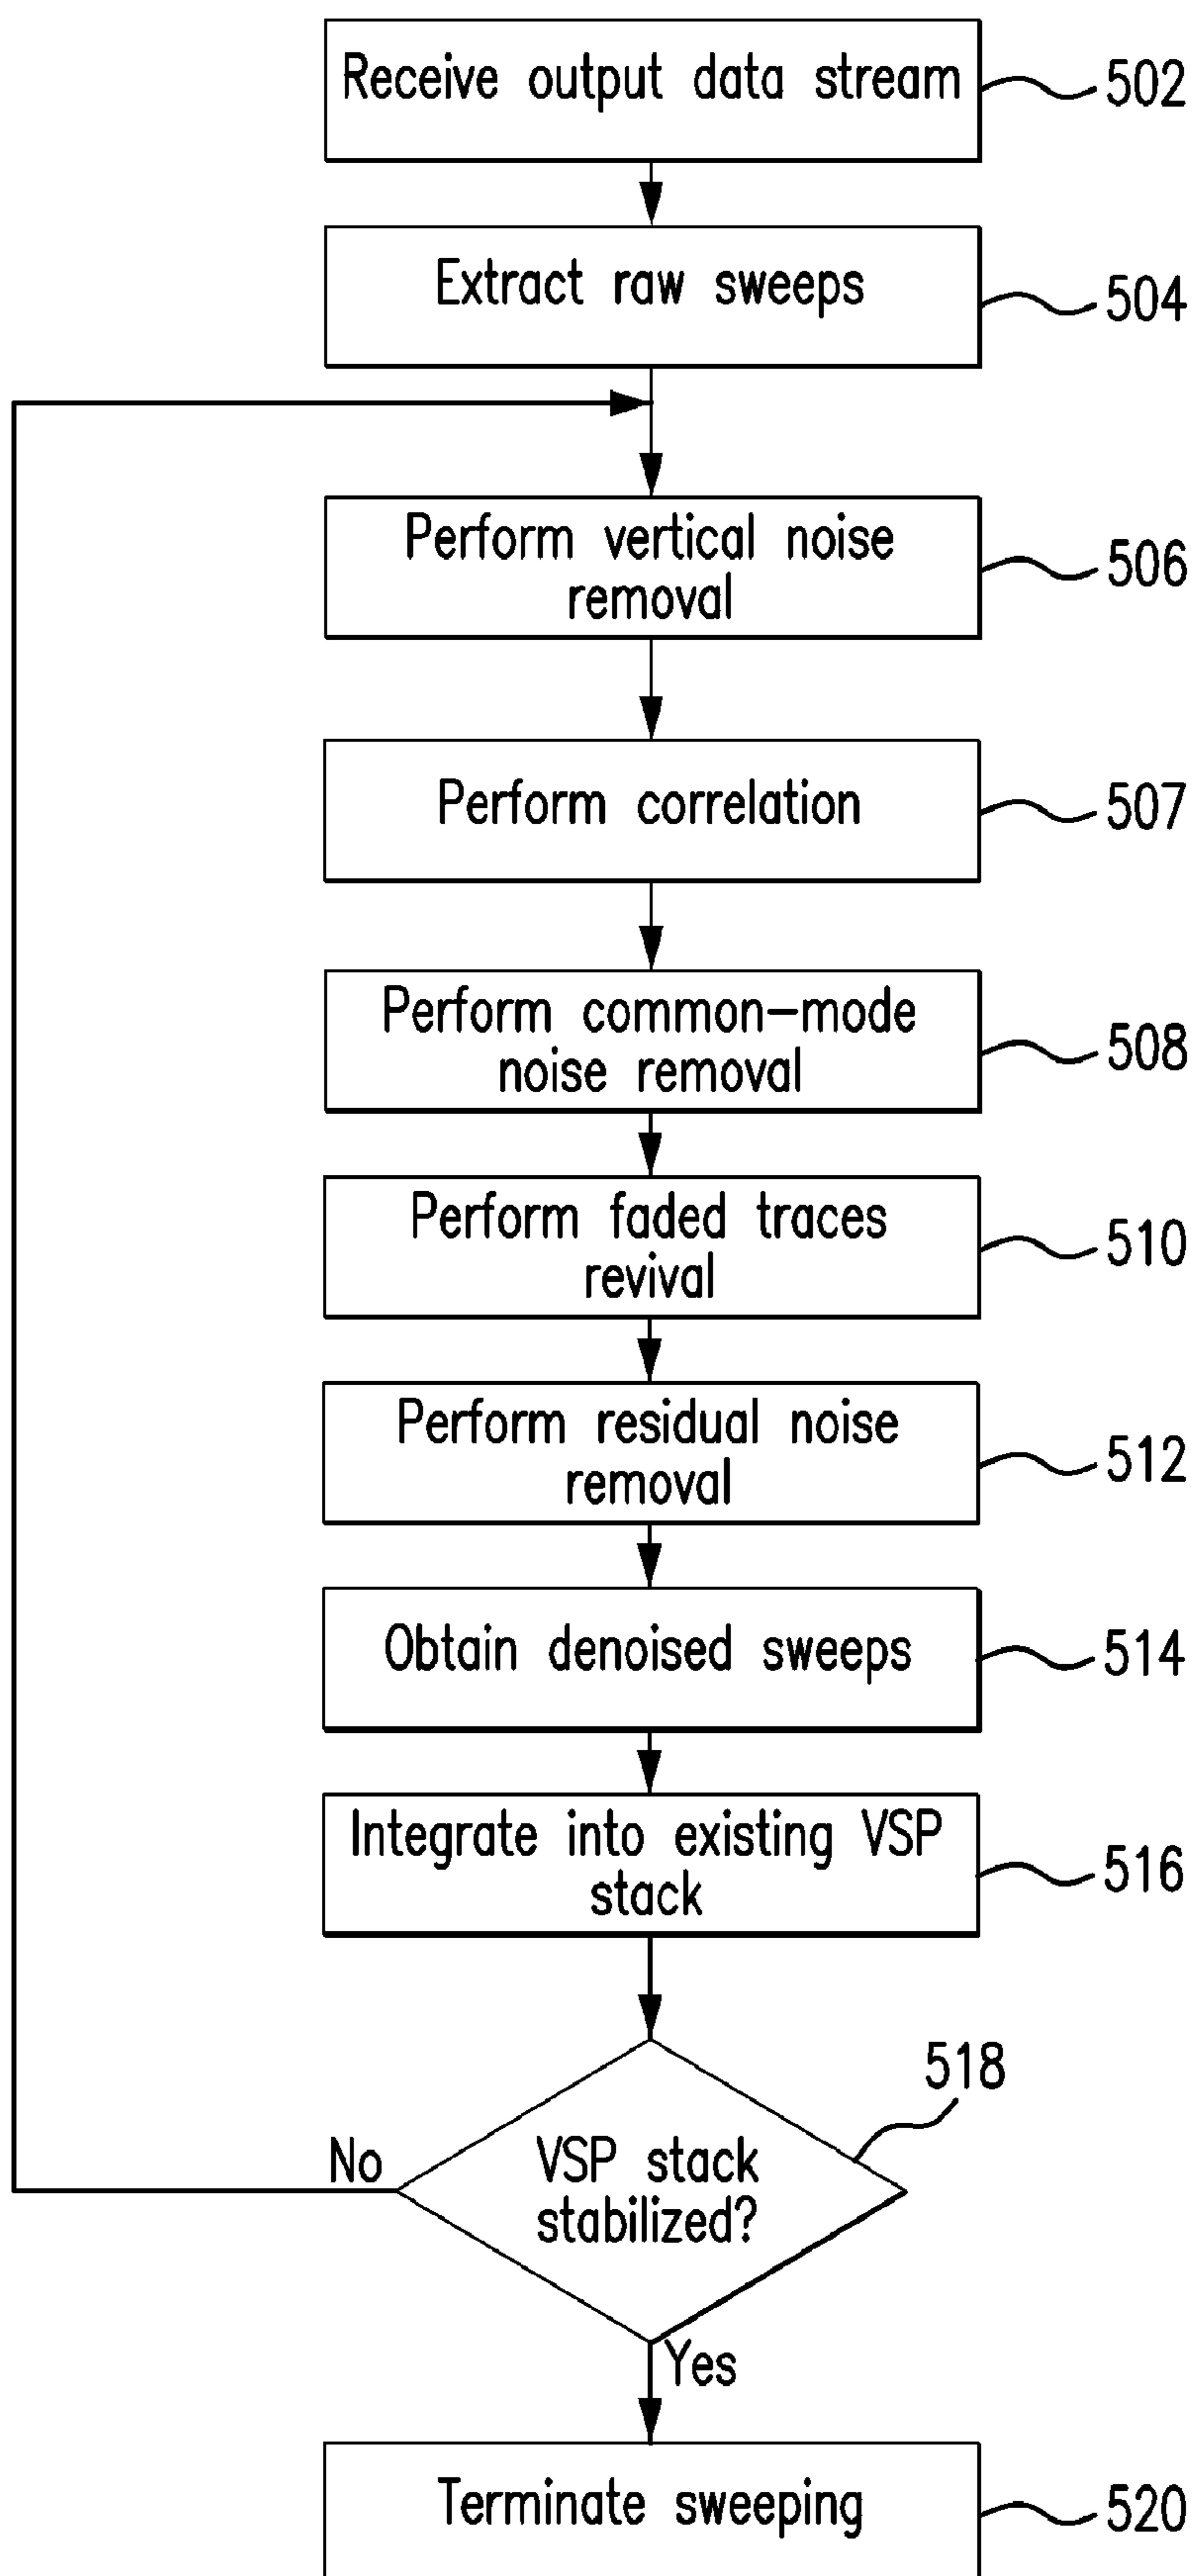 Receive output data stream
502
Extract raw sweeps
504
Perform vertical noise
removal
506
Perform correlation
507
Perform common-mode
noise removal
508
Perform faded traces
revival
510
Perform residual noise
removal
512
Obtain denoised sweeps
514
Integrate into existing VSP
stack
516
518
No
VSP stack
stabilized?
Yes
Terminate sweeping
520